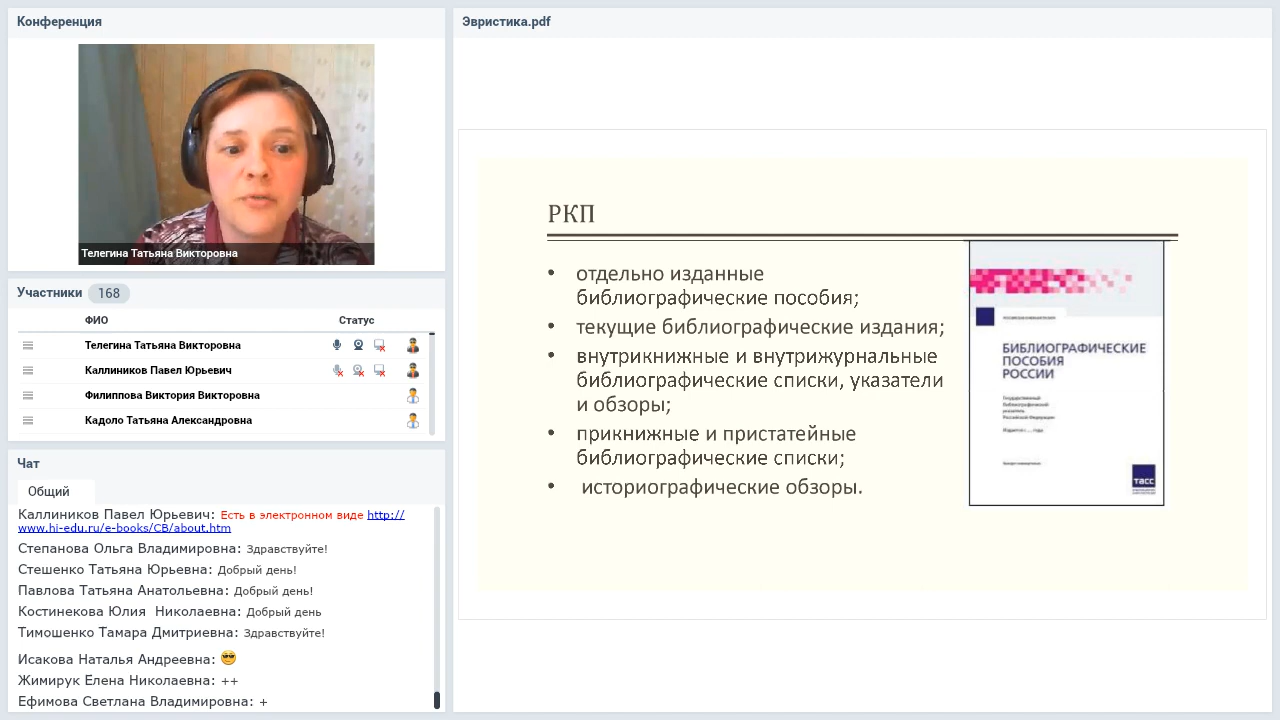 Конференция
Телегина Татьяна Викторовна
Участники 168
ФИО Статус
Телегина Татьяна Викторовна
Каллиников Павел Юрьевич
Филиппова Виктория Викторовна
Кадоло Татьяна Александровна
Чат
Общий
Каллиников Павел Юрьевич: Есть в электронном виде http://
www.hi-edu.ru/e-books/CB/about.htm
Степанова Ольга Владимировна: Здравствуйте!
Стешенко Татьяна Юрьевна: Добрый день!
Павлова Татьяна Анатольевна: Добрый день!
Костинекова Юлия Николаевна: Добрый день
Тимошенко Тамара Дмитриевна: Здравствуйте!
Исакова Наталья Андреевна:
Жимирук Елена Николаевна: ++
Ефимова Светлана Владимировна: +
Эвристика.pdf
РКП
• отдельно изданные
библиографические пособия;
• текущие библиографические издания;
• внутрикнижные и внутрижурнальные
библиографические списки, указатели
и обзоры;
• прикнижные и пристатейные
библиографические списки;
• историографические обзоры.
БИБЛИОГРАФИЧЕСКИЕ
ПОСОБИЯ
РОССИИ
Государственный
библиографический
указатель
Российской Федерации
ТАСС